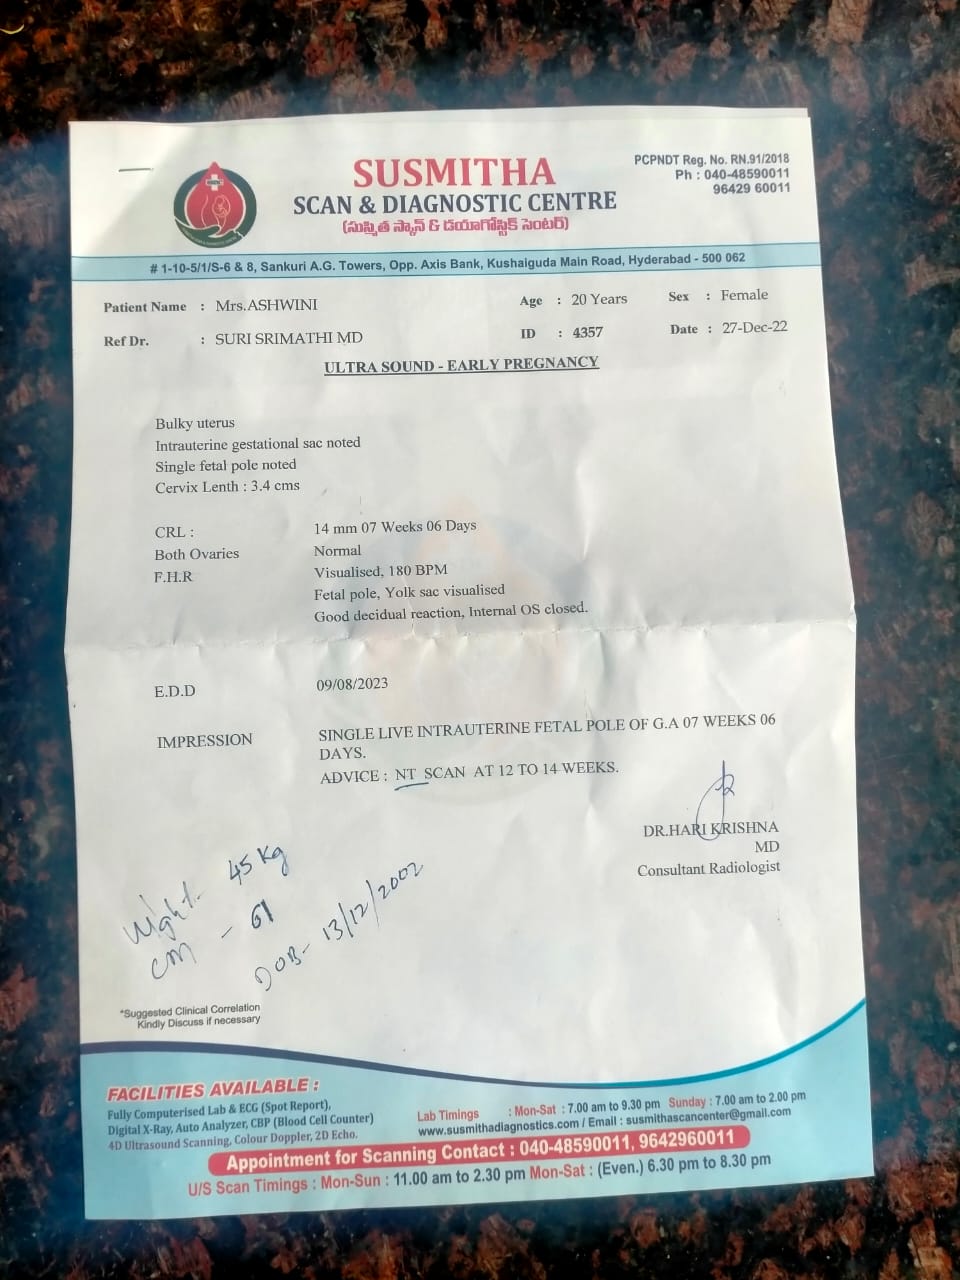 SUSMITHA
SCAN & DIAGNOSTIC CENTRE
(సుస్మిత స్కాన్ & డయాగ్నోస్టిక్ సెంటర్)
PCPNDT Reg. No. RN.91/2018
Ph : 040-48590011
96429 60011
# 1-10-5/1/S-6 & 8, Sankuri A.G. Towers, Opp. Axis Bank, Kushaiguda Main Road, Hyderabad - 500 062
Patient Name : Mrs.ASHWINI Age : 20 Years Sex : Female
Ref Dr. : SURI SRIMATHI MD ID : 4357 Date : 27-Dec-22
ULTRA SOUND - EARLY PREGNANCY
Bulky uterus
Intrauterine gestational sac noted
Single fetal pole noted
Cervix Lenth : 3.4 cms
CRL : 14 mm 07 Weeks 06 Days
Both Ovaries Normal
F.H.R Visualised, 180 BPM
Fetal pole, Yolk sac visualised
Good decidual reaction, Internal OS closed.
E.D.D 09/08/2023
IMPRESSION SINGLE LIVE INTRAUTERINE FETAL POLE OF G.A 07 WEEKS 06
DAYS.
ADVICE : NT SCAN AT 12 TO 14 WEEKS.
DR.HARI KRISHNA
MD
Consultant Radiologist
45 kg
cm - 61
DOB- 13/12/2002
*Suggested Clinical Correlation
Kindly Discuss if necessary
FACILITIES AVAILABLE :
Fully Computerised Lab & ECG (Spot Report),
Digital X-Ray, Auto Analyzer, CBP (Blood Cell Counter)
4D Ultrasound Scanning, Colour Doppler, 2D Echo.
Lab Timings : Mon-Sat : 7.00 am to 9.30 pm Sunday : 7.00 am to 2.00 pm
www.susmithadiagnostics.com / Email : susmithascancenter@gmail.com
Appointment for Scanning Contact : 040-48590011, 9642960011
U/S Scan Timings : Mon-Sun : 11.00 am to 2.30 pm Mon-Sat : (Even.) 6.30 pm to 8.30 pm